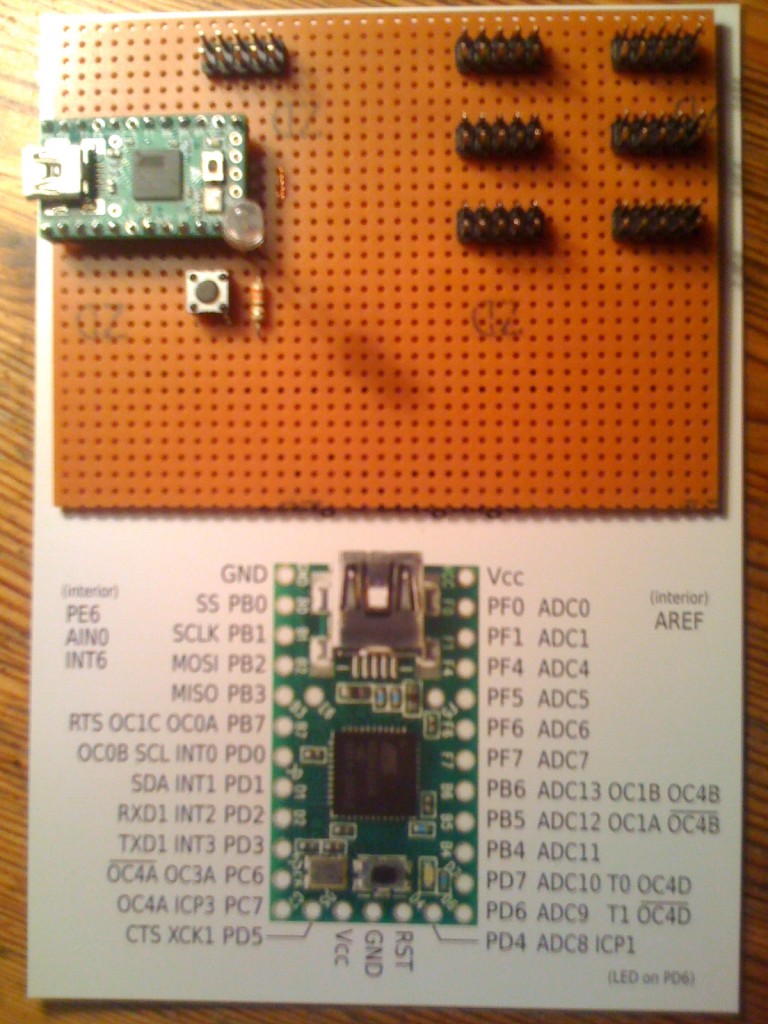 GND
Vcc
(interior)
PE6
AIN0
INT6
SS PB0
PF0 ADC0
(interior)
AREF
SCLK PB1
PF1 ADC1
MOSI PB2
PF4 ADC4
MISO PB3
PF5 ADC5
RTS OC1C OC0A PB7
PF6 ADC6
OC0B SCL INT0 PD0
PF7 ADC7
SDA INT1 PD1
PB6 ADC13 OC1B OC4B
RXD1 INT2 PD2
PB5 ADC12 OC1A OC4B
TXD1 INT3 PD3
PB4 ADC11
OC4A OC3A PC6
PD7 ADC10 T0 OC4D
OC4A ICP3 PC7
PD6 ADC9 T1 OC4D
CTS XCK1 PD5
Vcc
GND
RST
PD4 ADC8 ICP1
(LED on PD6)